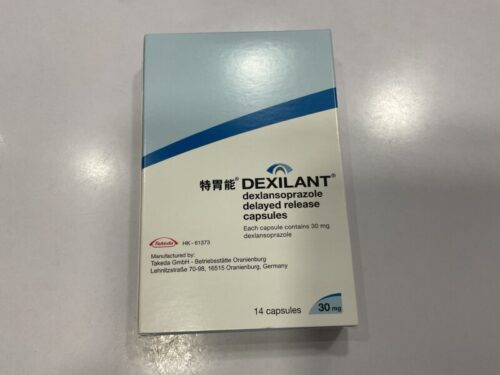 特胃能® DEXILANT®
dexlansoprazole
delayed release
capsules
Each capsule contains 30 mg
dexlansoprazole
Takeda HK - 61373
Manufactured by:
Takeda GmbH - Betriebsstätte Oranienburg
Lehnitzstraße 70-98, 16515 Oranienburg, Germany
14 capsules 30 mg